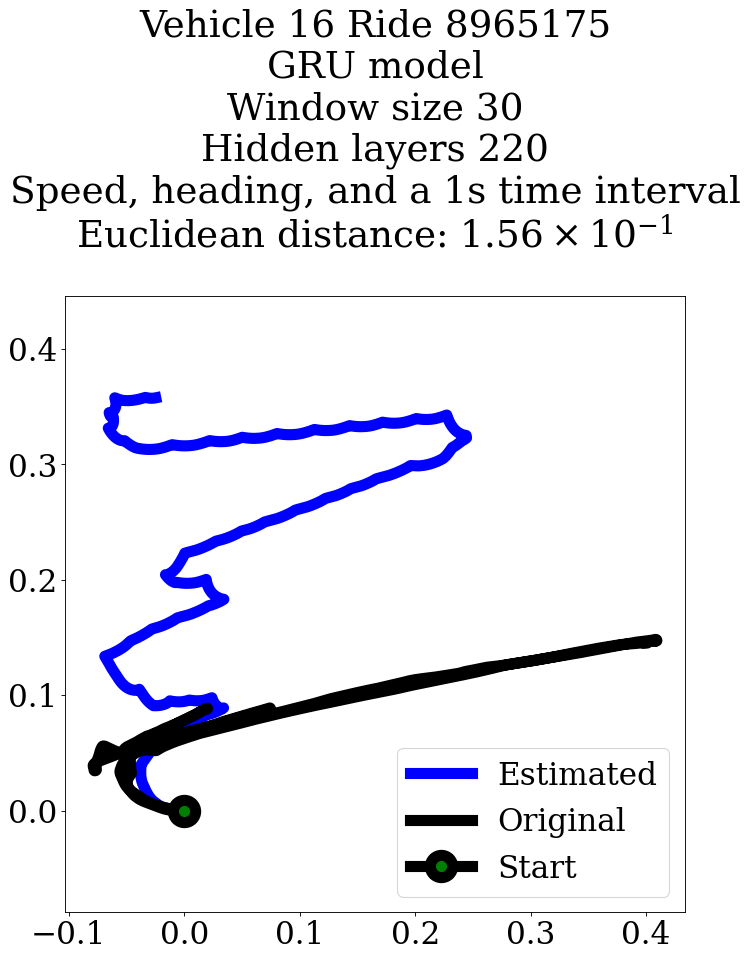 Vehicle 16 Ride 8965175
GRU model
Window size 30
Hidden layers 220
Speed, heading, and a 1s time interval
Euclidean distance: 1.56 × 10⁻¹
0.4
0.3
0.2
0.1
0.0
Estimated
Original
Start
−0.1 0.0 0.1 0.2 0.3 0.4